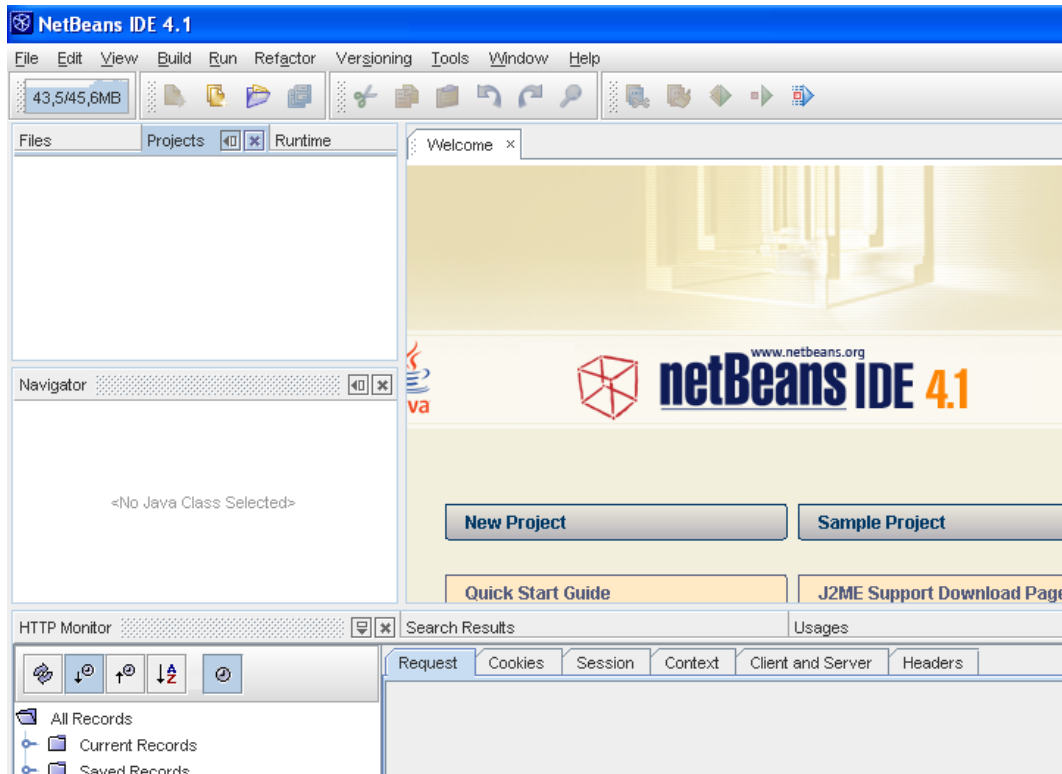 NetBeans IDE 4.1
File Edit View Build Run Refactor Versioning Tools Window Help
43,5/45,6MB
Files Projects Runtime
Welcome
www.netbeans.org
netBeans IDE 4.1
va
Navigator
<No Java Class Selected>
New Project Sample Project
Quick Start Guide J2ME Support Download Page
HTTP Monitor Search Results Usages
A
Z
Request Cookies Session Context Client and Server Headers
All Records
Current Records
Saved Records